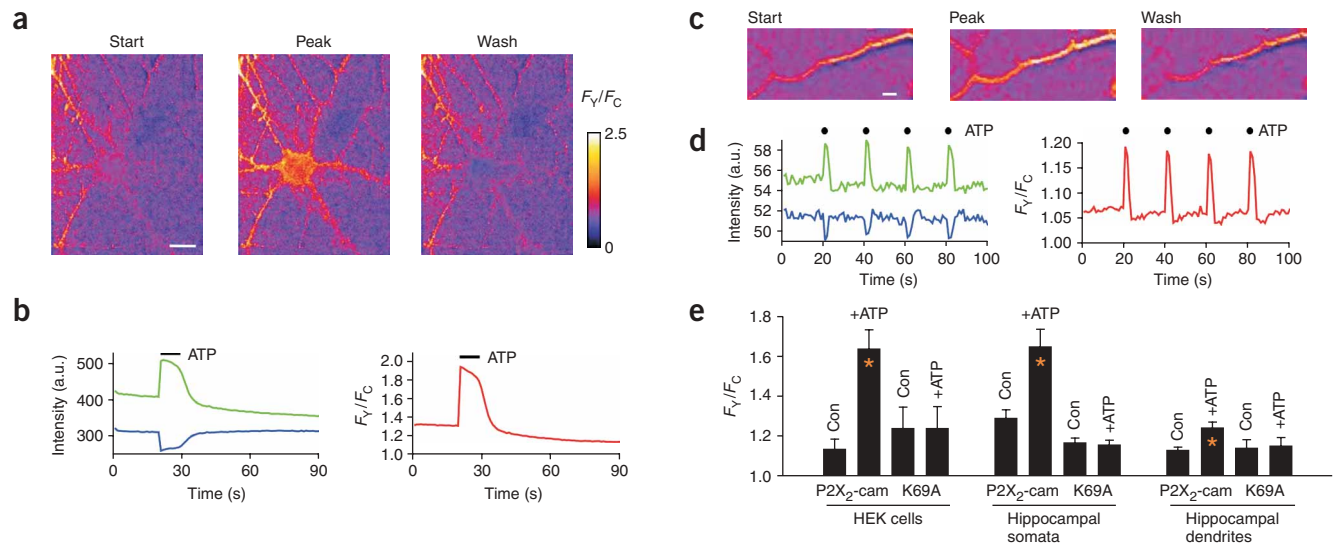 a
Start
Peak
Wash
F_Y/F_C
2.5
0
b
Intensity (a.u.)
500
400
300
ATP
0
30
60
90
Time (s)
F_Y/F_C
2.0
1.8
1.6
1.4
1.2
1.0
ATP
0
30
60
90
Time (s)
c
Start
Peak
Wash
d
Intensity (a.u.)
58
56
54
52
50
ATP
0
20
40
60
80
100
Time (s)
F_Y/F_C
1.20
1.15
1.10
1.05
1.00
ATP
0
20
40
60
80
100
Time (s)
e
F_Y/F_C
1.8
1.6
1.4
1.2
1.0
Con
+ATP
*
Con
+ATP
Con
+ATP
*
Con
+ATP
Con
+ATP
*
Con
+ATP
P2X₂-cam K69A
P2X₂-cam K69A
P2X₂-cam K69A
HEK cells
Hippocampal
somata
Hippocampal
dendrites